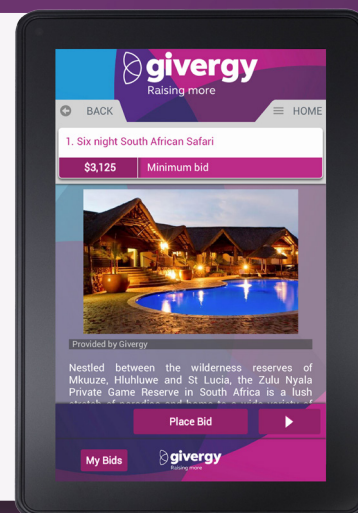 givergy
Raising more
BACK
HOME
1. Six night South African Safari
$3,125 Minimum bid
Provided by Givergy
Nestled between the wilderness reserves of
Mkuuze, Hluhluwe and St Lucia, the Zulu Nyala
Private Game Reserve in South Africa is a lush
Place Bid
My Bids
givergy
Raising more